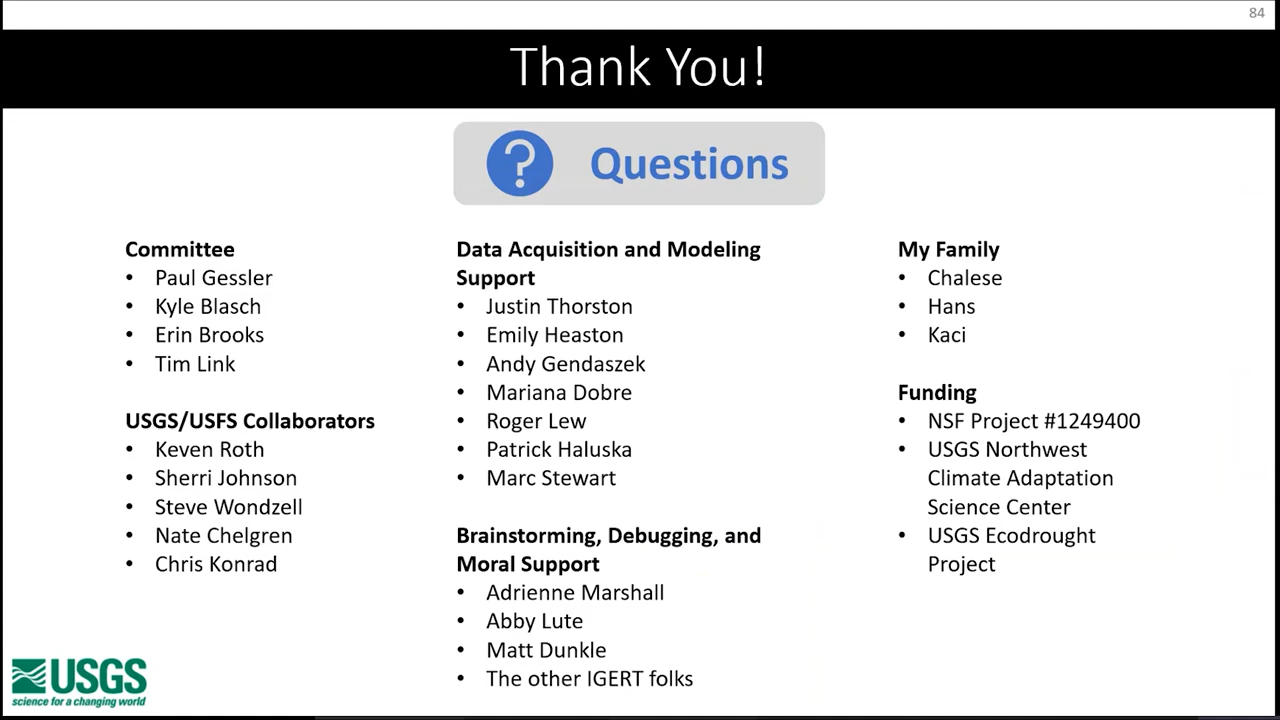 84
Thank You!
? Questions
Committee
• Paul Gessler
• Kyle Blasch
• Erin Brooks
• Tim Link
USGS/USFS Collaborators
• Keven Roth
• Sherri Johnson
• Steve Wondzell
• Nate Chelgren
• Chris Konrad
Data Acquisition and Modeling
Support
• Justin Thorston
• Emily Heaston
• Andy Gendaszek
• Mariana Dobre
• Roger Lew
• Patrick Haluska
• Marc Stewart
Brainstorming, Debugging, and
Moral Support
• Adrienne Marshall
• Abby Lute
• Matt Dunkle
• The other IGERT folks
My Family
• Chalese
• Hans
• Kaci
Funding
• NSF Project #1249400
• USGS Northwest
Climate Adaptation
Science Center
• USGS Ecodrought
Project
USGS
science for a changing world